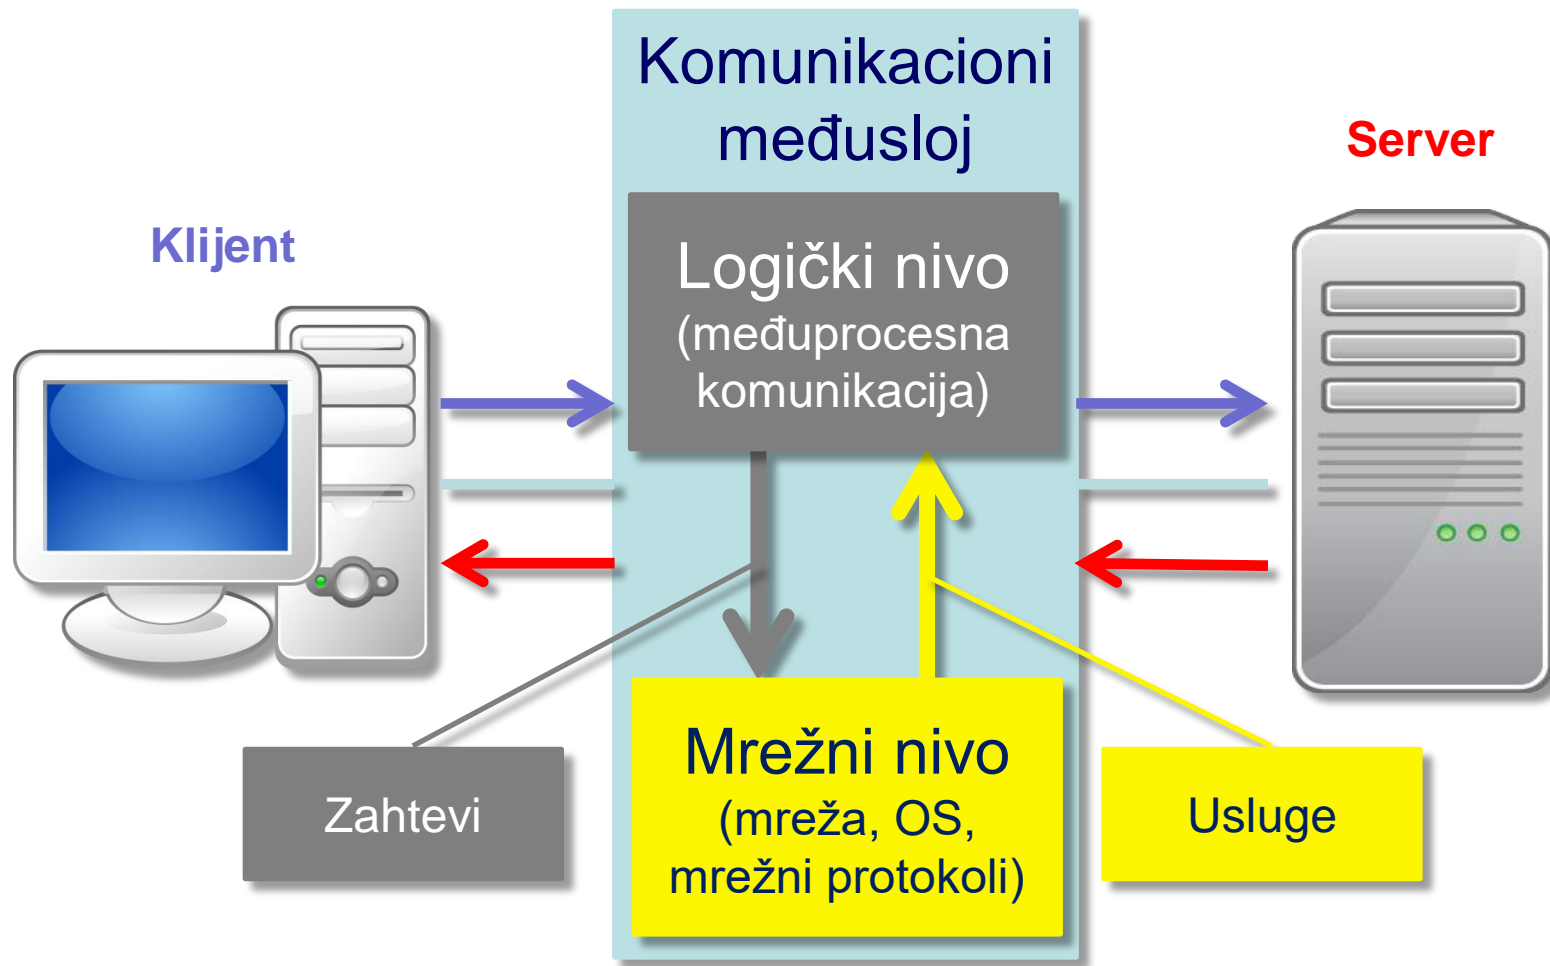 Komunikacioni
međusloj
Server
Klijent
Logički nivo
(međuprocesna
komunikacija)
Mrežni nivo
(mreža, OS,
mrežni protokoli)
Zahtevi
Usluge